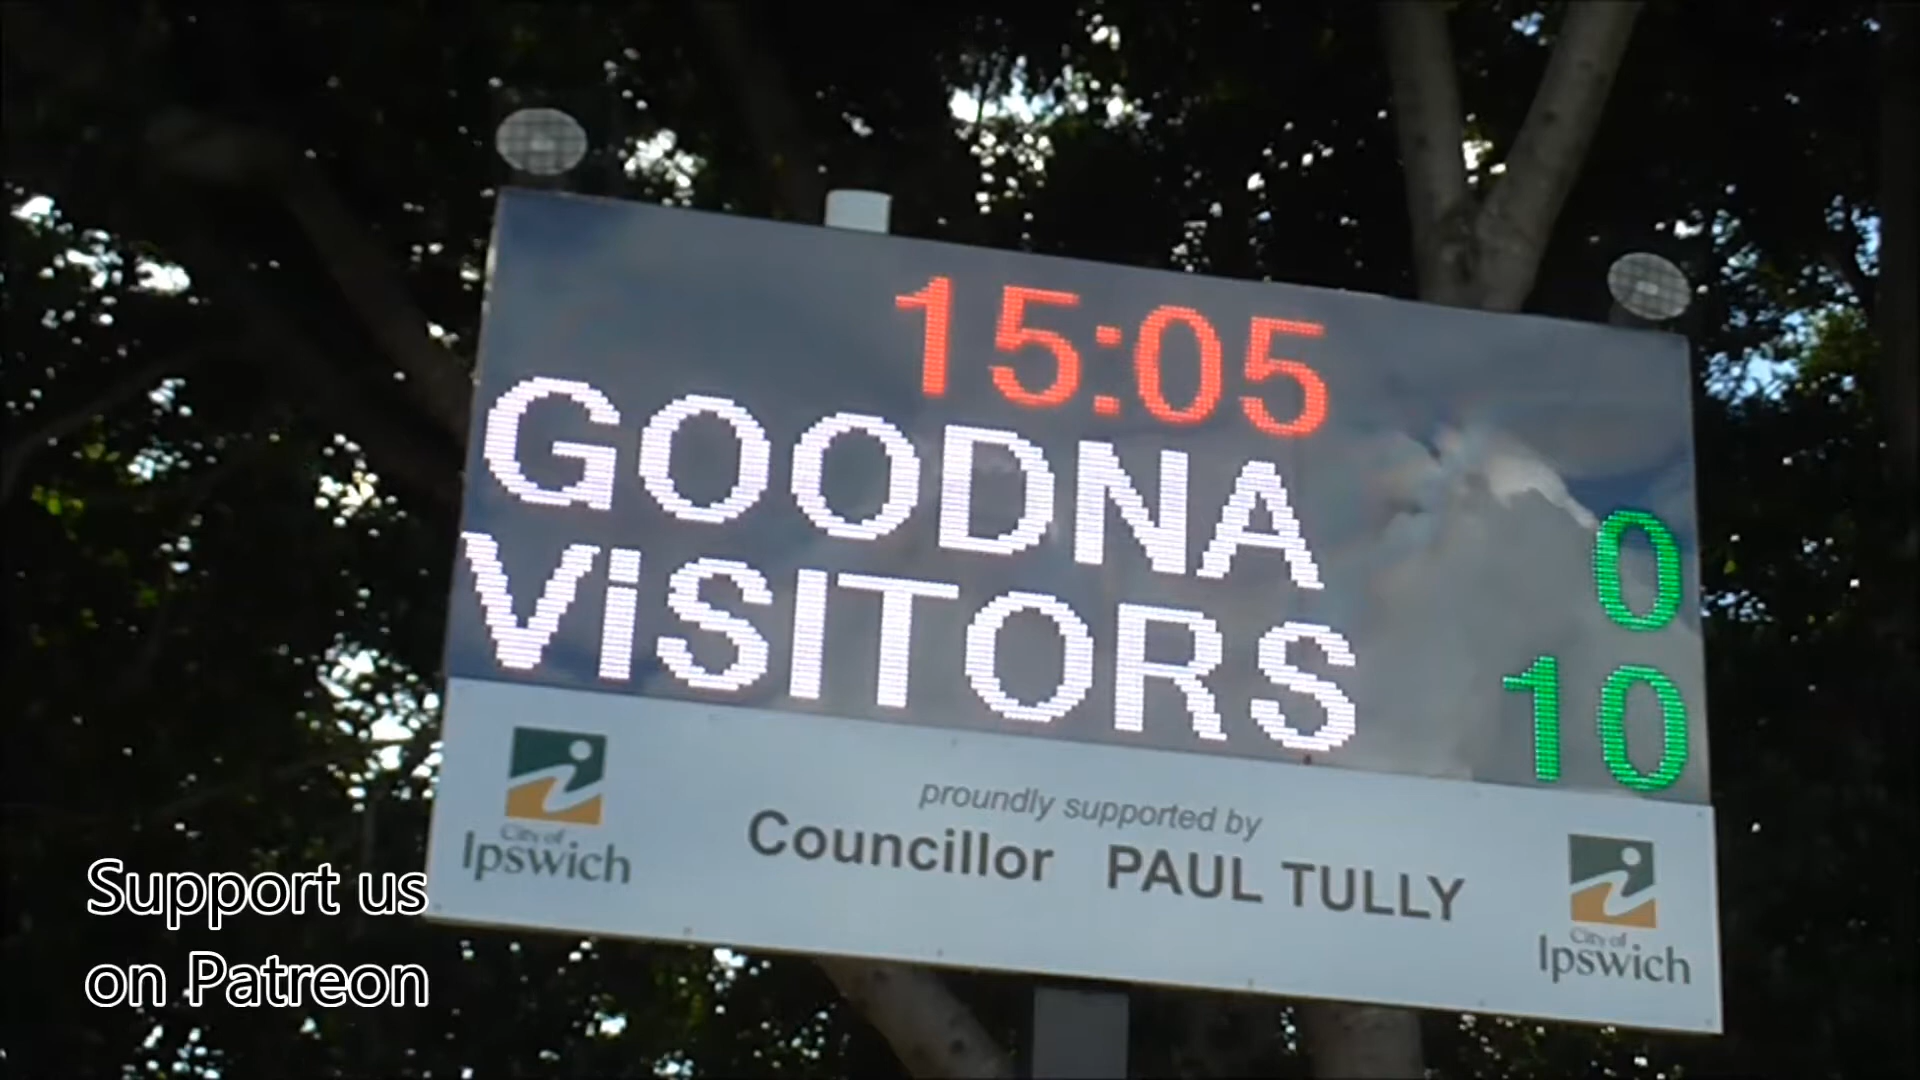 15:05
GOODNA 0
ViSITORS 10
proundly supported by
Councillor PAUL TULLY
City of
Ipswich
City of
Ipswich
Support us
on Patreon